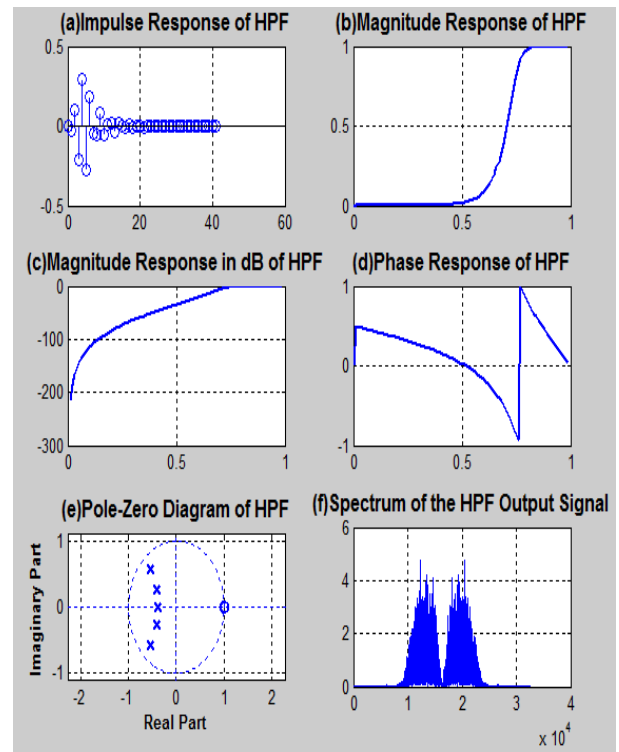 (a)Impulse Response of HPF
0.5
0
-0.5
0 20 40 60
(b)Magnitude Response of HPF
1
0.5
0
0 0.5 1
(c)Magnitude Response in dB of HPF
0
-100
-200
-300
0 0.5 1
(d)Phase Response of HPF
1
0
-1
0 0.5 1
(e)Pole-Zero Diagram of HPF
Imaginary Part
1
0
-1
-2 -1 0 1 2
Real Part
(f)Spectrum of the HPF Output Signal
6
4
2
0
0 1 2 3 4
x 10^4